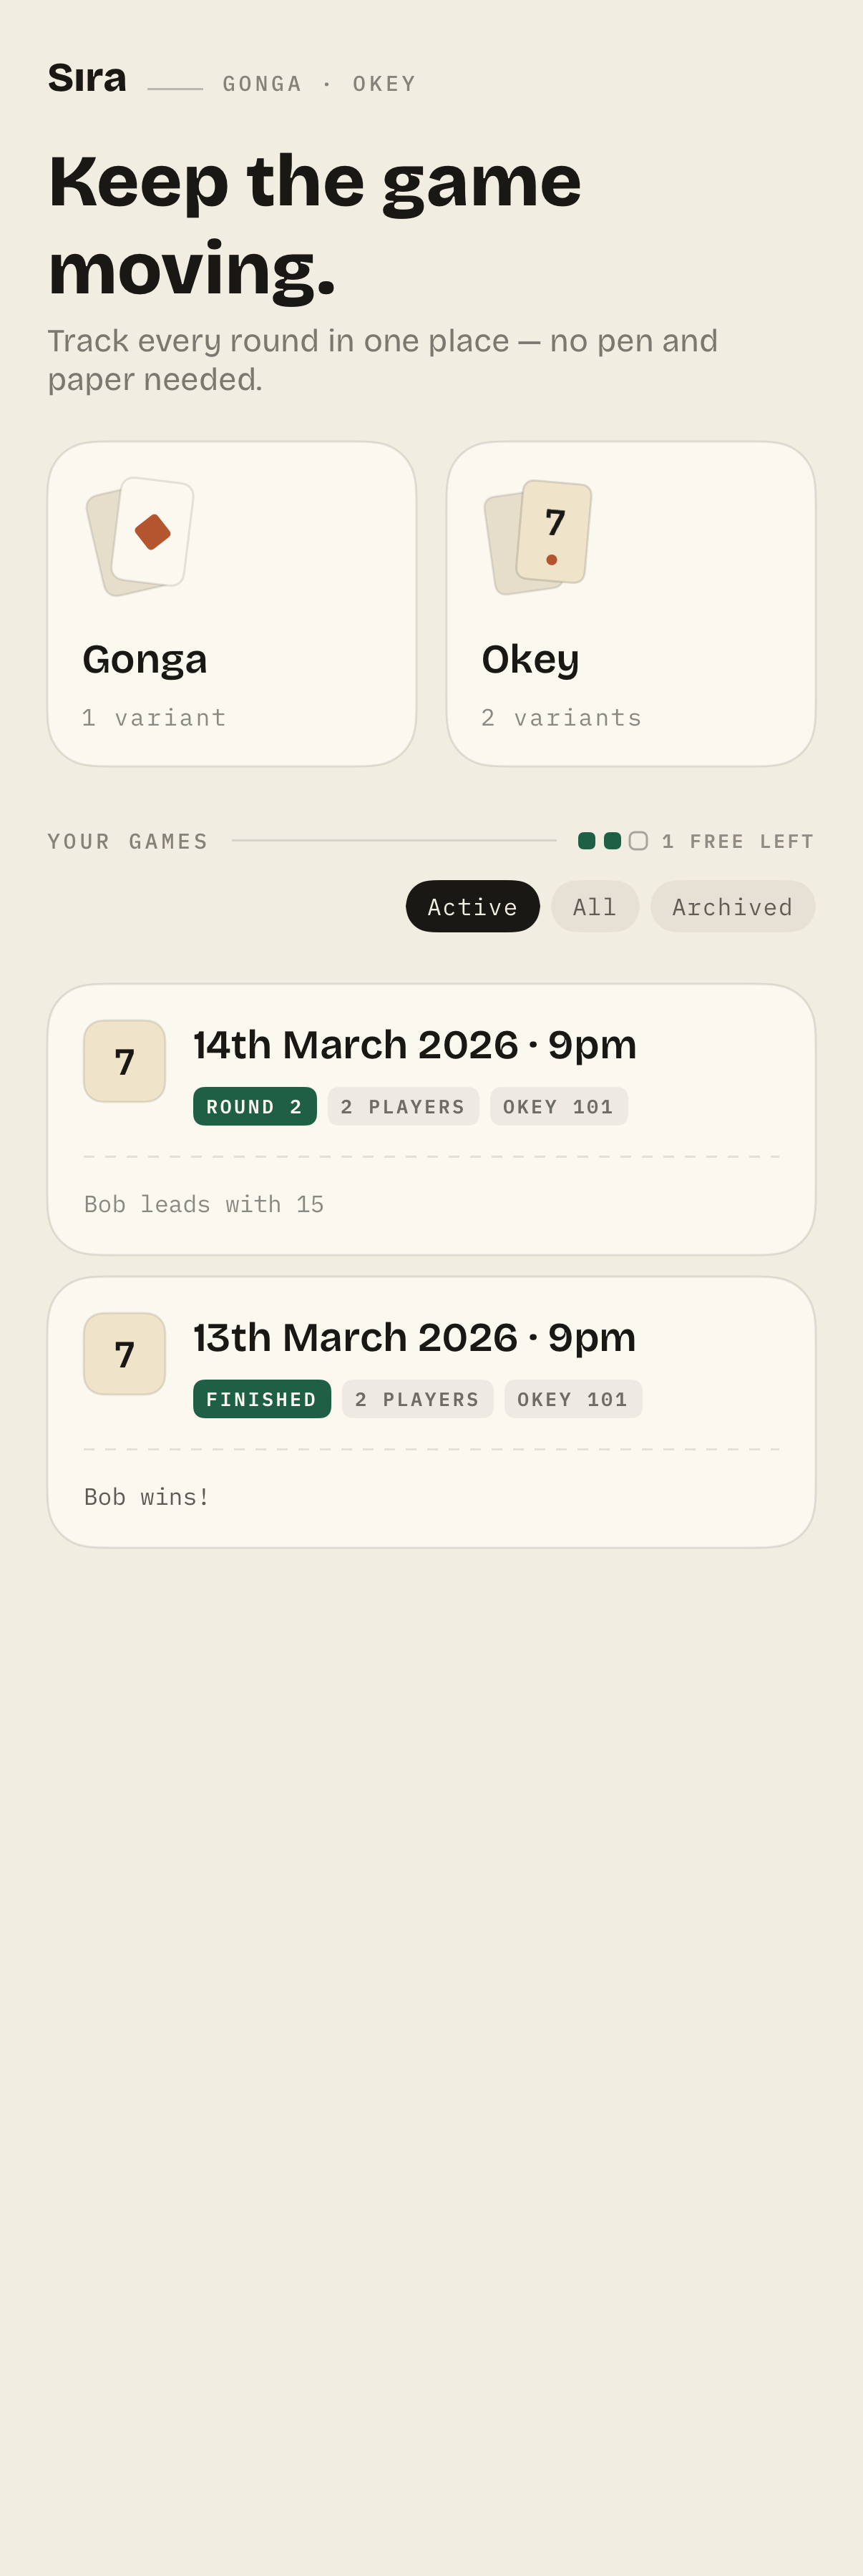 Sıra GONGA · OKEY
Keep the game
moving.
Track every round in one place — no pen and
paper needed.
7
Gonga
Okey
1 variant
2 variants
YOUR GAMES
1 FREE LEFT
Active
All
Archived
7
14th March 2026 · 9pm
ROUND 2
2 PLAYERS
OKEY 101
Bob leads with 15
7
13th March 2026 · 9pm
FINISHED
2 PLAYERS
OKEY 101
Bob wins!